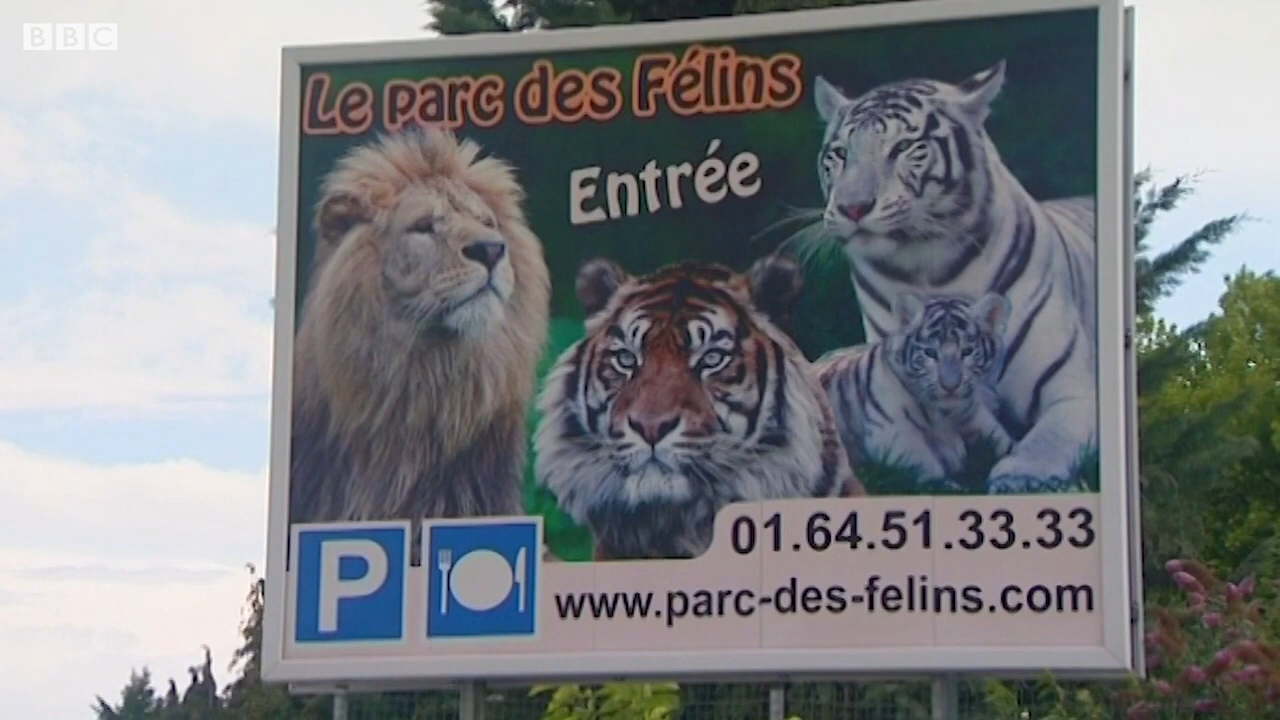 BBC
Le parc des Félins
Entrée
P
01.64.51.33.33
www.parc-des-felins.com